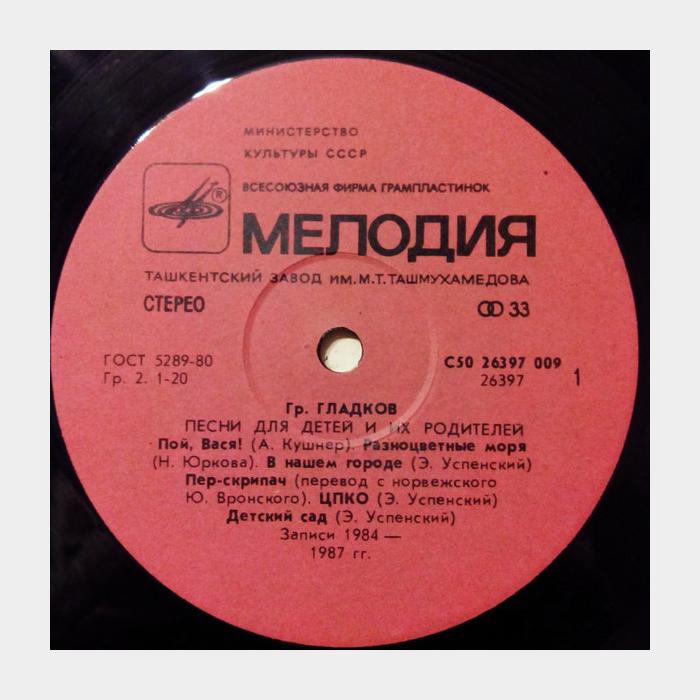 МИНИСТЕРСТВО
КУЛЬТУРЫ СССР
ВСЕСОЮЗНАЯ ФИРМА ГРАМПЛАСТИНОК
®
МЕЛОДИЯ
ТАШКЕНТСКИЙ ЗАВОД ИМ.М.Т.ТАШМУХАМЕДОВА
СТЕРЕО
33
ГОСТ 5289-80
С50 26397 009
Гр. 2. 1-20
26397
1
Гр. ГЛАДКОВ
ПЕСНИ ДЛЯ ДЕТЕЙ И ИХ РОДИТЕЛЕЙ
Пой, Вася! (А. Кушнер). Разноцветные моря
(Н. Юркова). В нашем городе (Э. Успенский)
Пер-скрипач (перевод с норвежского
Ю. Вронского). ЦПКО (Э. Успенский)
Детский сад (Э. Успенский)
Записи 1984 —
1987 гг.